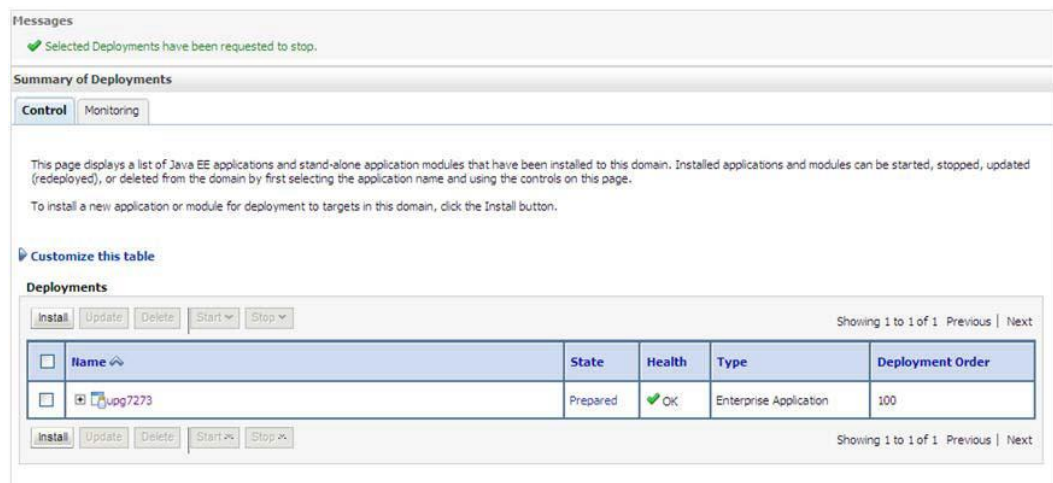 Messages
Selected Deployments have been requested to stop.
Summary of Deployments
Control Monitoring
This page displays a list of Java EE applications and stand-alone application modules that have been installed to this domain. Installed applications and modules can be started, stopped, updated
(redeployed), or deleted from the domain by first selecting the application name and using the controls on this page.
To install a new application or module for deployment to targets in this domain, click the Install button.
Customize this table
Deployments
Install Update Delete Start Stop Showing 1 to 1 of 1 Previous | Next
Name State Health Type Deployment Order
upg7273 Prepared OK Enterprise Application 100
Install Update Delete Start Stop Showing 1 to 1 of 1 Previous | Next